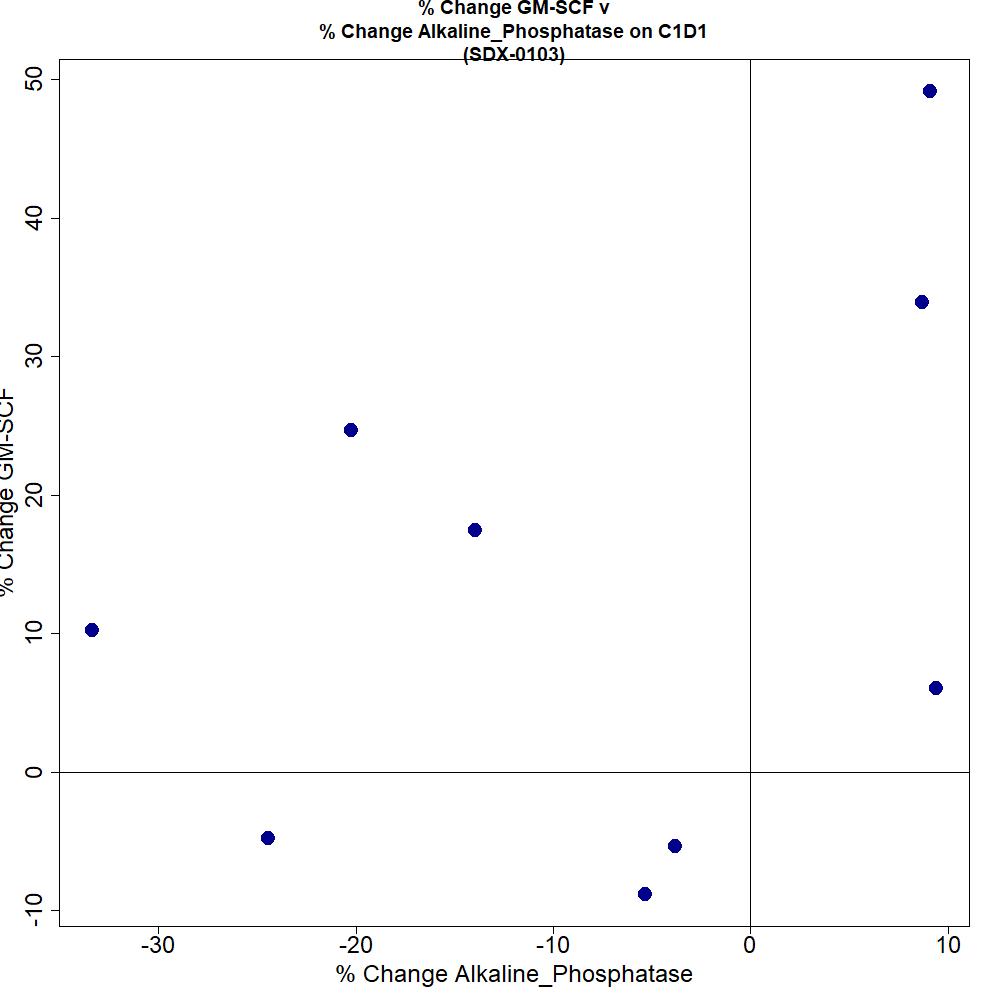 % Change GM-SCF v
% Change Alkaline_Phosphatase on C1D1
(SDX-0103)
% Change GM-SCF
50
40
30
20
10
0
-10
-30
-20
-10
0
10
% Change Alkaline_Phosphatase